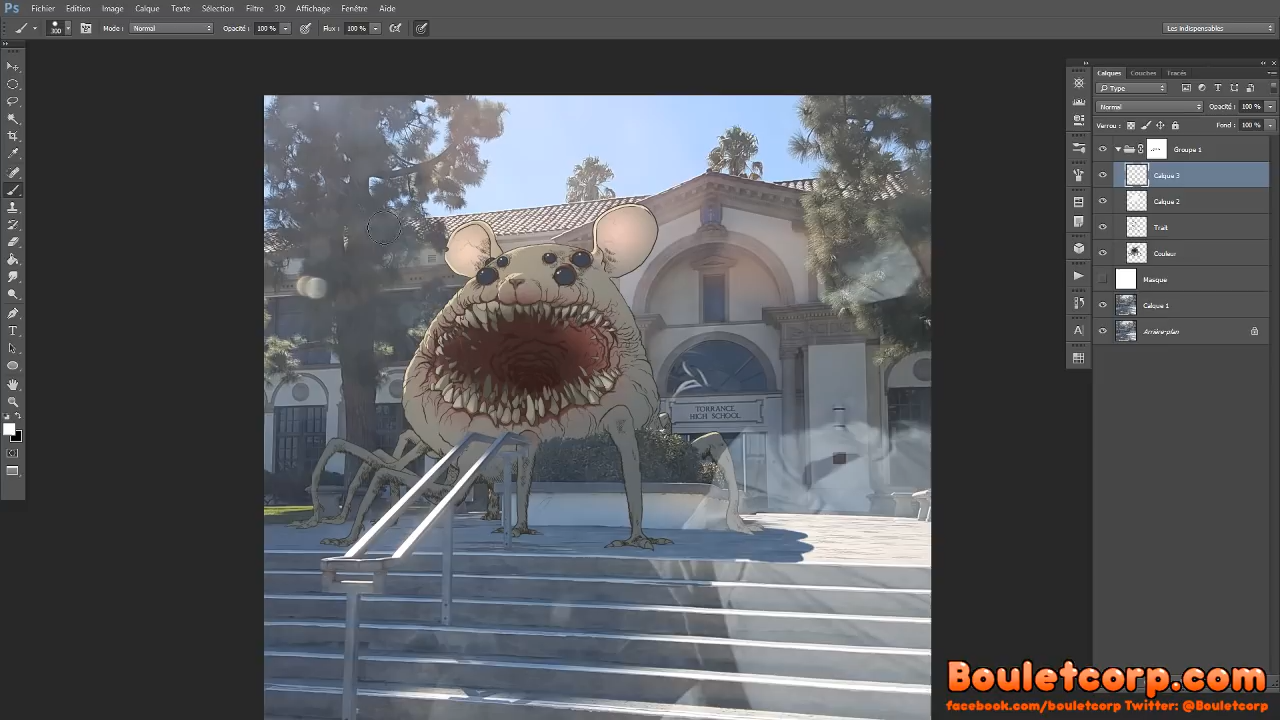 Ps Fichier Edition Image Calque Texte Sélection Filtre 3D Affichage Fenêtre Aide
300 Mode : Normal Opacité : 100 % Flux : 100 % Les indispensables
Calques Couches Tracés
Type
Normal Opacité : 100 %
Verrou : Fond : 100 %
Groupe 1
Calque 3
Calque 2
Trait
Couleur
Masque
Calque 1
Arrière-plan
TORRANCE
HIGH SCHOOL
Bouletcorp.com
facebook.com/bouletcorp Twitter: @Bouletcorp